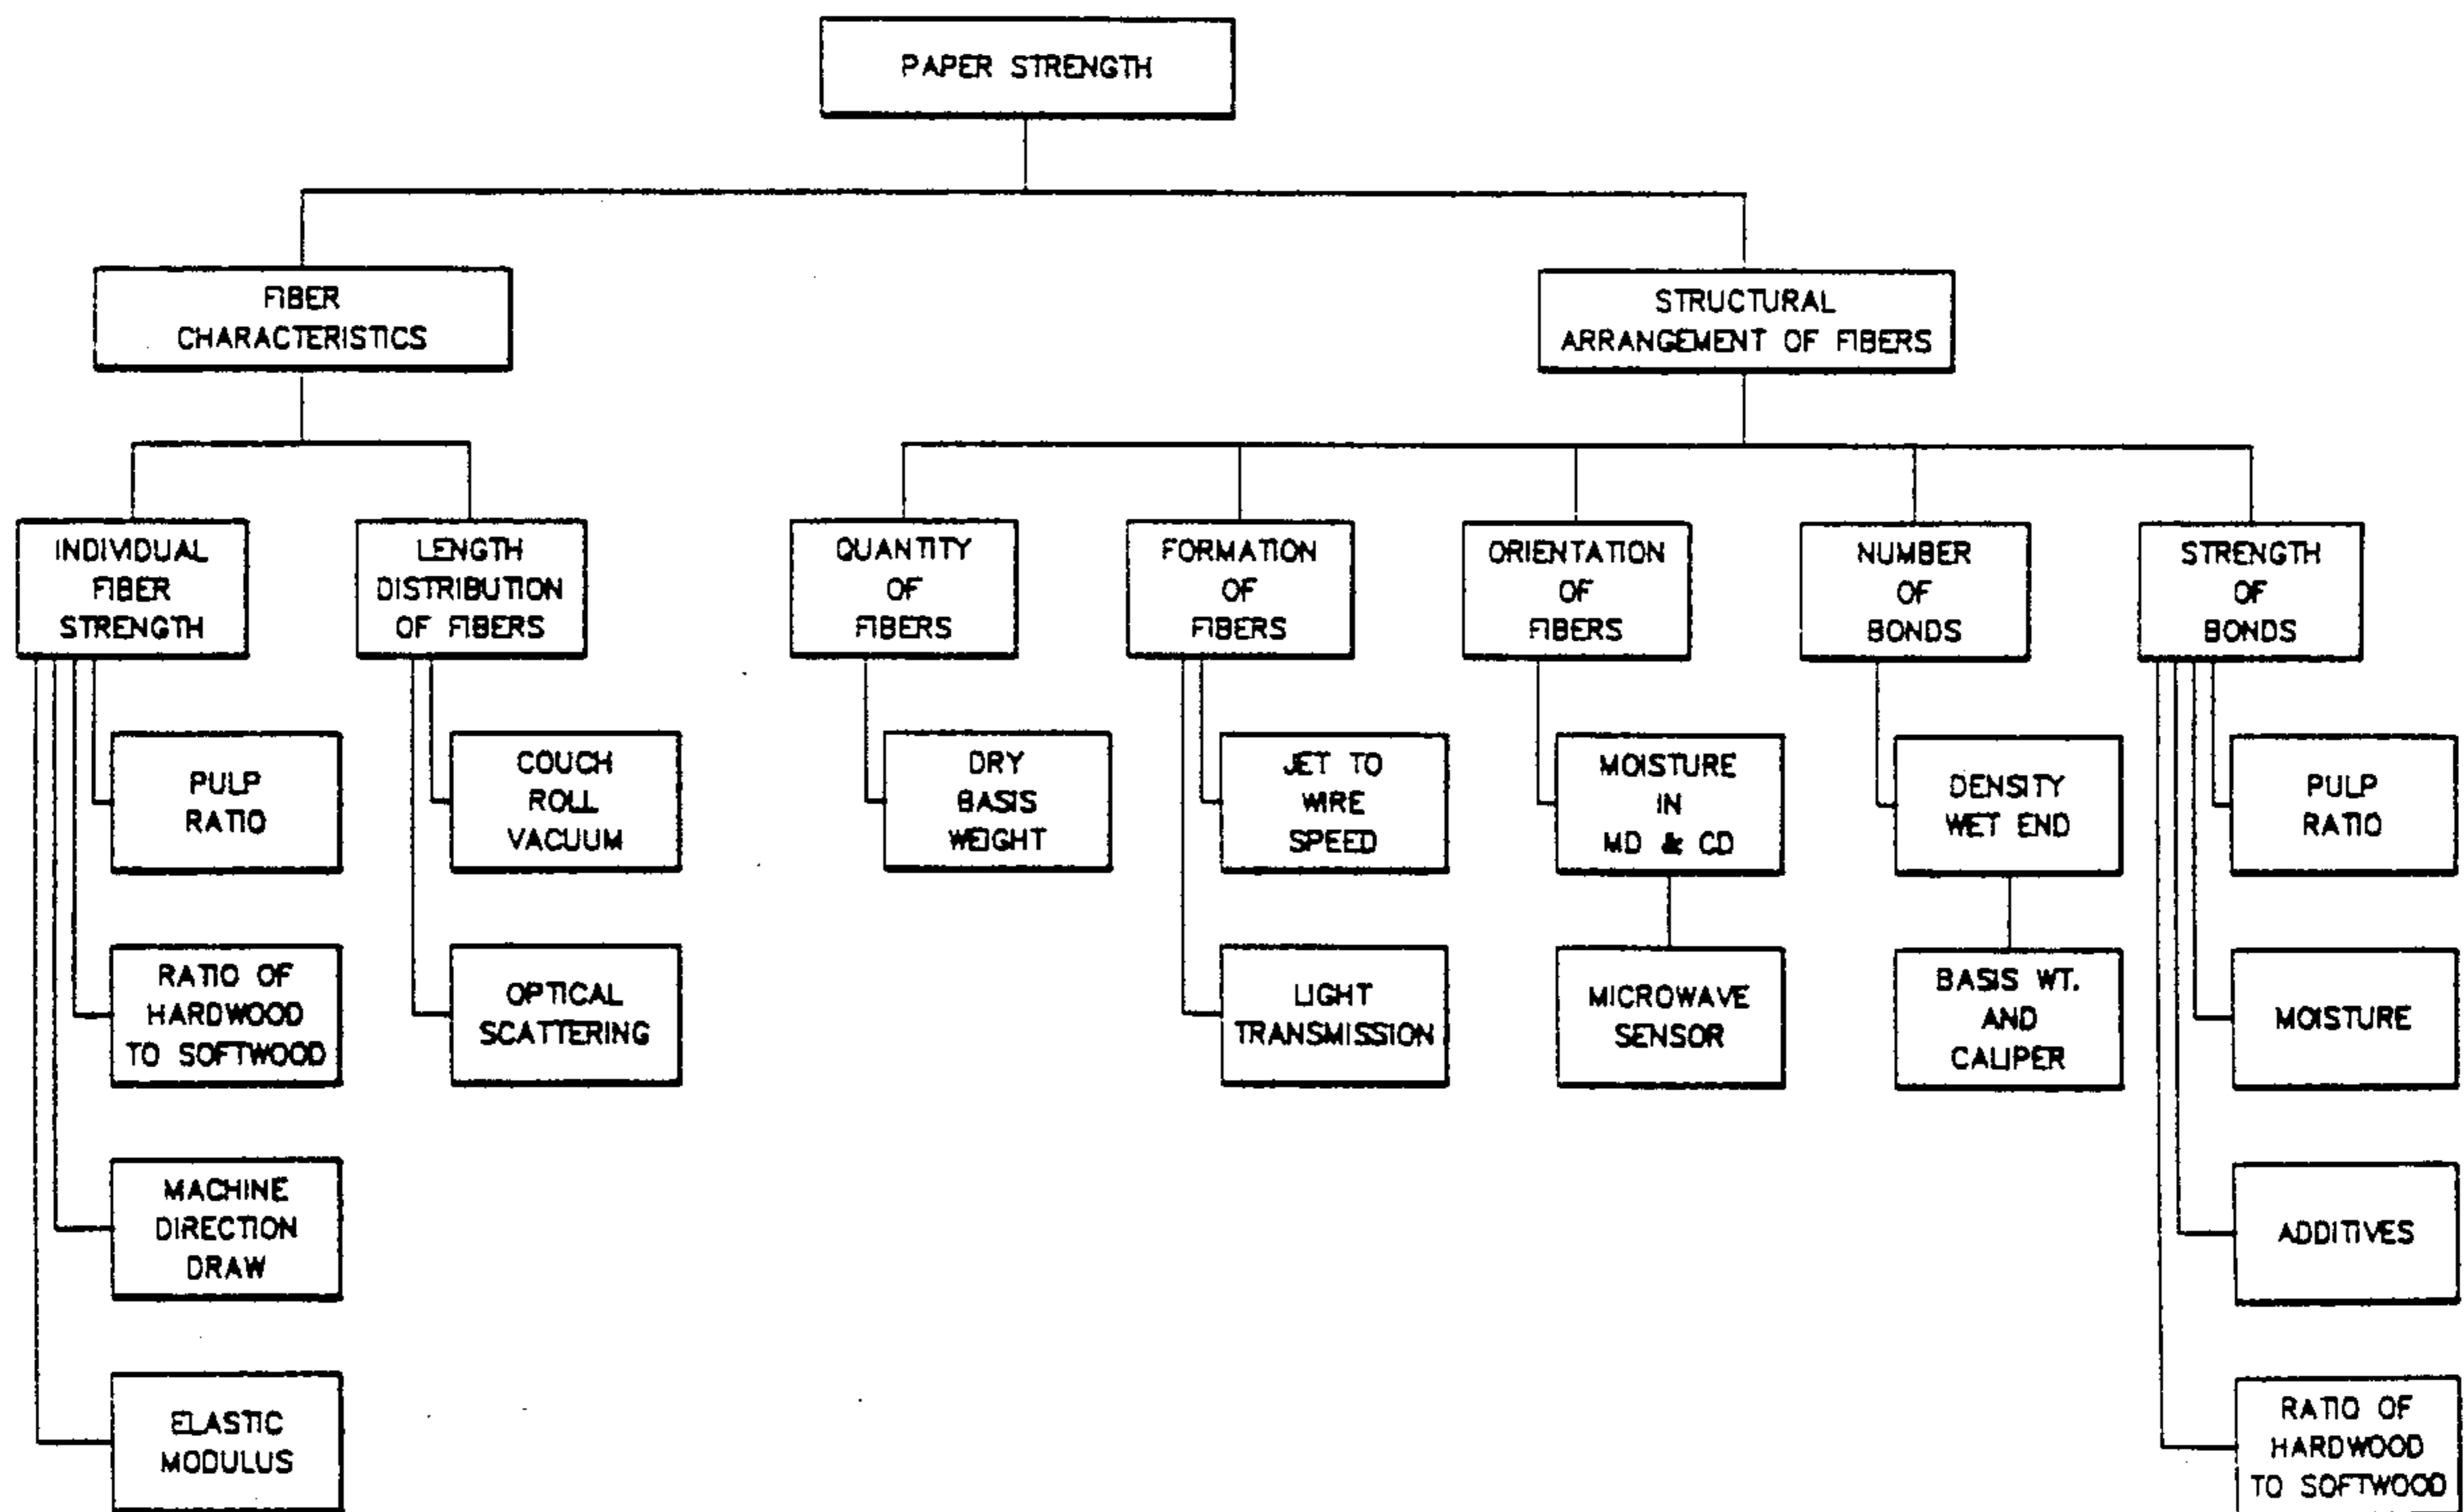 PAPER STRENGTH
FIBER
CHARACTERISTICS
STRUCTURAL
ARRANGEMENT OF FIBERS
INDIVIDUAL
FIBER
STRENGTH
LENGTH
DISTRIBUTION
OF FIBERS
QUANTITY
OF
FIBERS
FORMATION
OF
FIBERS
ORIENTATION
OF
FIBERS
NUMBER
OF
BONDS
STRENGTH
OF
BONDS
PULP
RATIO
COUCH
ROLL
VACUUM
DRY
BASIS
WEIGHT
JET TO
WIRE
SPEED
MOISTURE
IN
MD & CD
DENSITY
WET END
PULP
RATIO
RATIO OF
HARDWOOD
TO SOFTWOOD
OPTICAL
SCATTERING
LIGHT
TRANSMISSION
MICROWAVE
SENSOR
BASIS WT.
AND
CALIPER
MOISTURE
MACHINE
DIRECTION
DRAW
ADDITIVES
ELASTIC
MODULUS
RATIO OF
HARDWOOD
TO SOFTWOOD